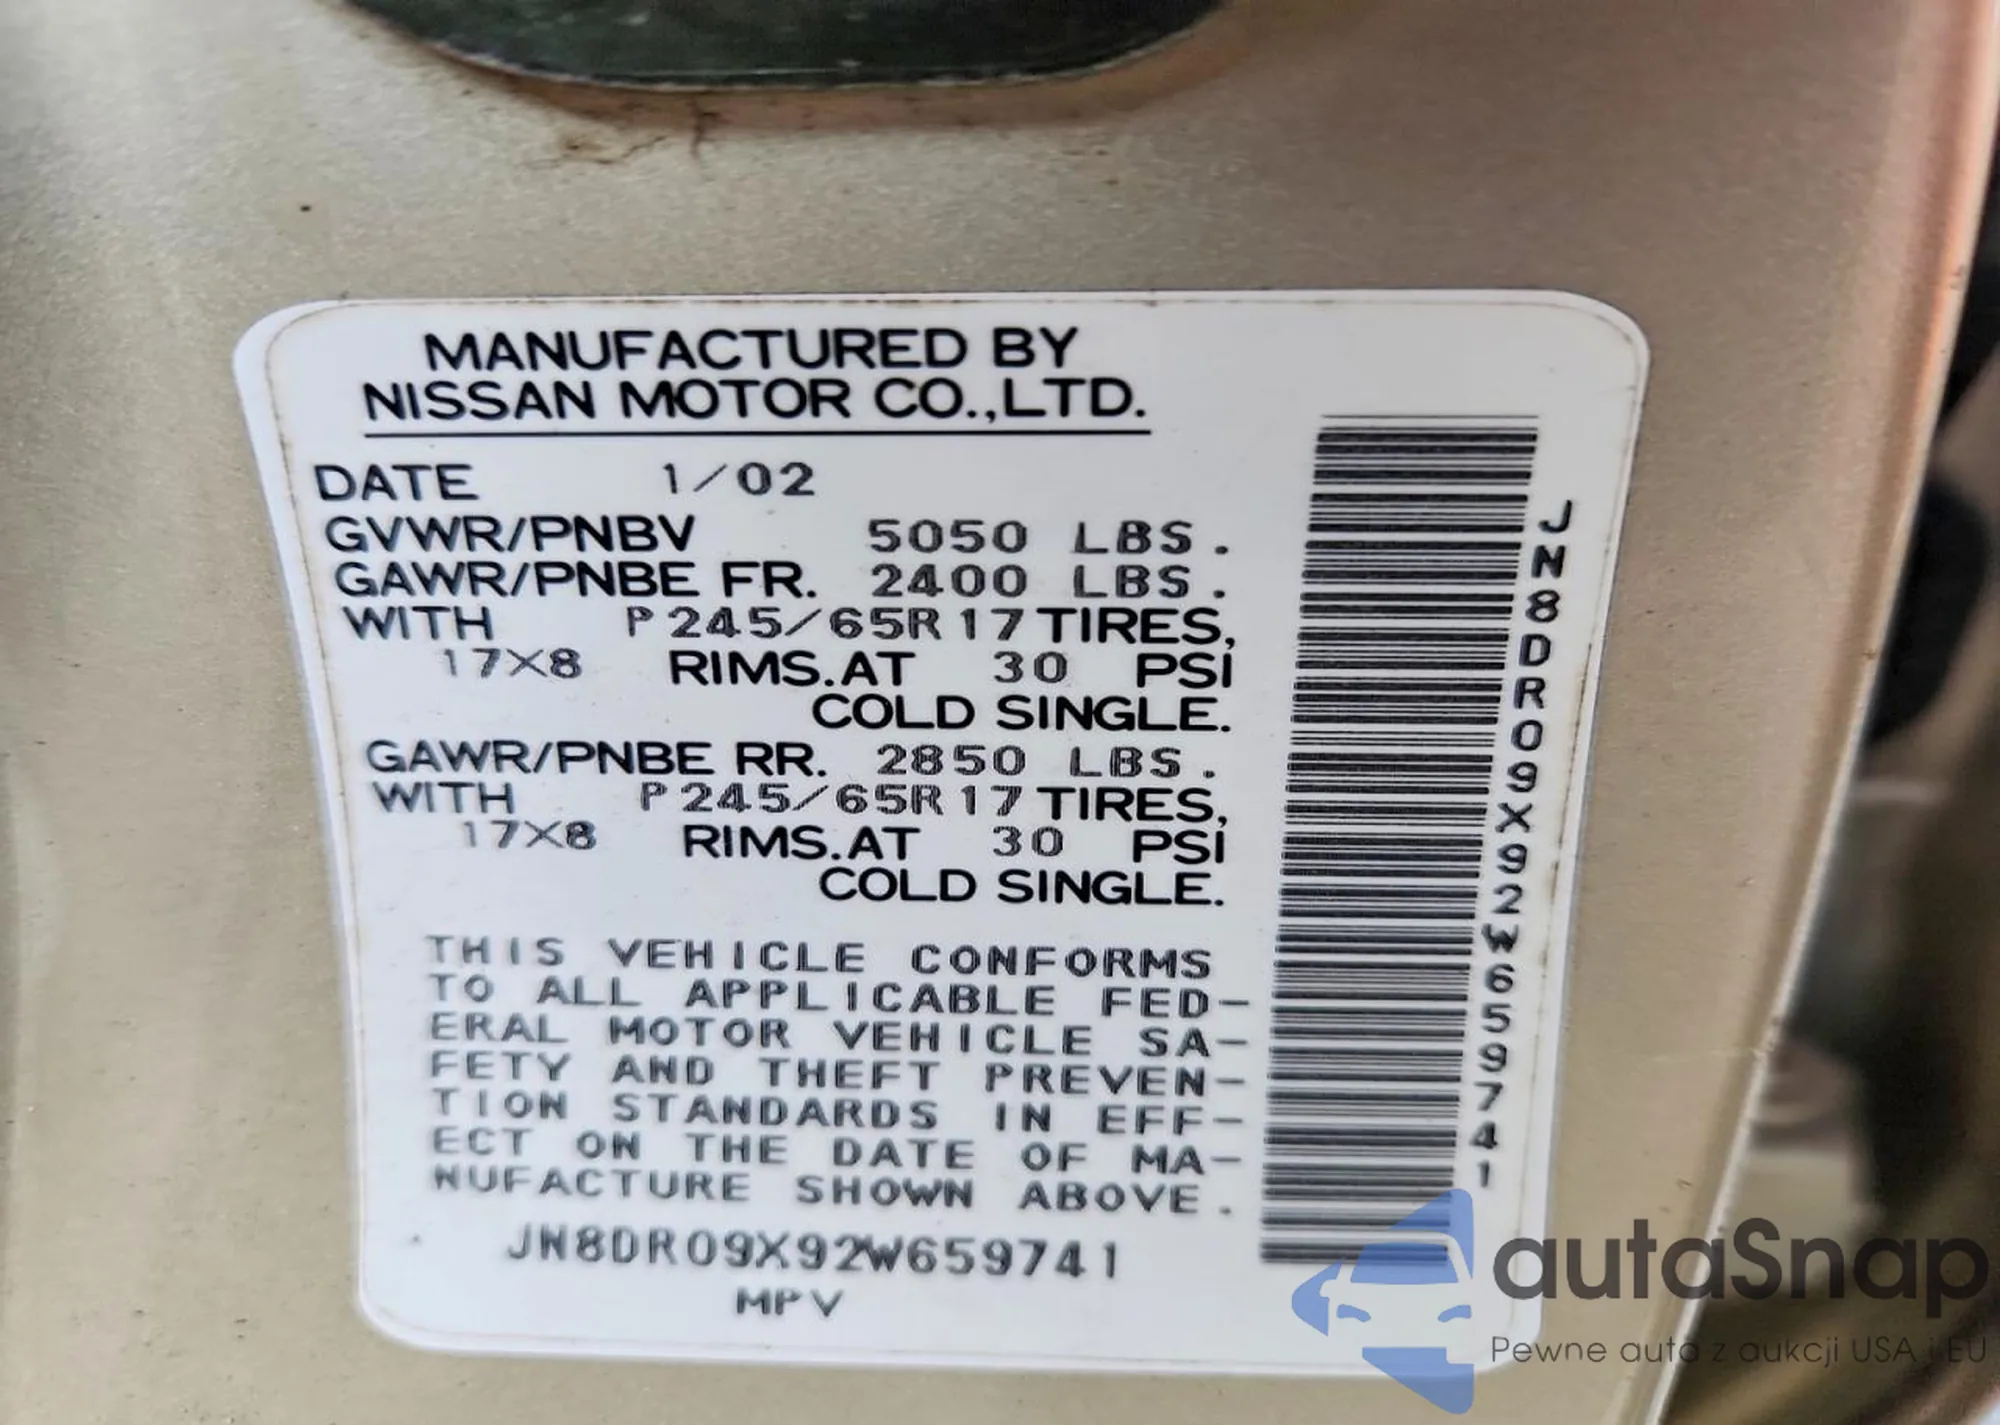 MANUFACTURED BY
NISSAN MOTOR CO.,LTD.
DATE 1/02
GVWR/PNBV 5050 LBS.
GAWR/PNBE FR. 2400 LBS.
WITH P245/65R17 TIRES,
17X8 RIMS.AT 30 PSI
COLD SINGLE.
GAWR/PNBE RR. 2850 LBS.
WITH P245/65R17 TIRES,
17X8 RIMS.AT 30 PSI
COLD SINGLE.
THIS VEHICLE CONFORMS
TO ALL APPLICABLE FED-
ERAL MOTOR VEHICLE SA-
FETY AND THEFT PREVEN-
TION STANDARDS IN EFF-
ECT ON THE DATE OF MA-
NUFACTURE SHOWN ABOVE.
JN8DR09X92W659741
MPV
JN8DR09X92W659741
autaSnap
Pewne auta z aukcji USA i EU